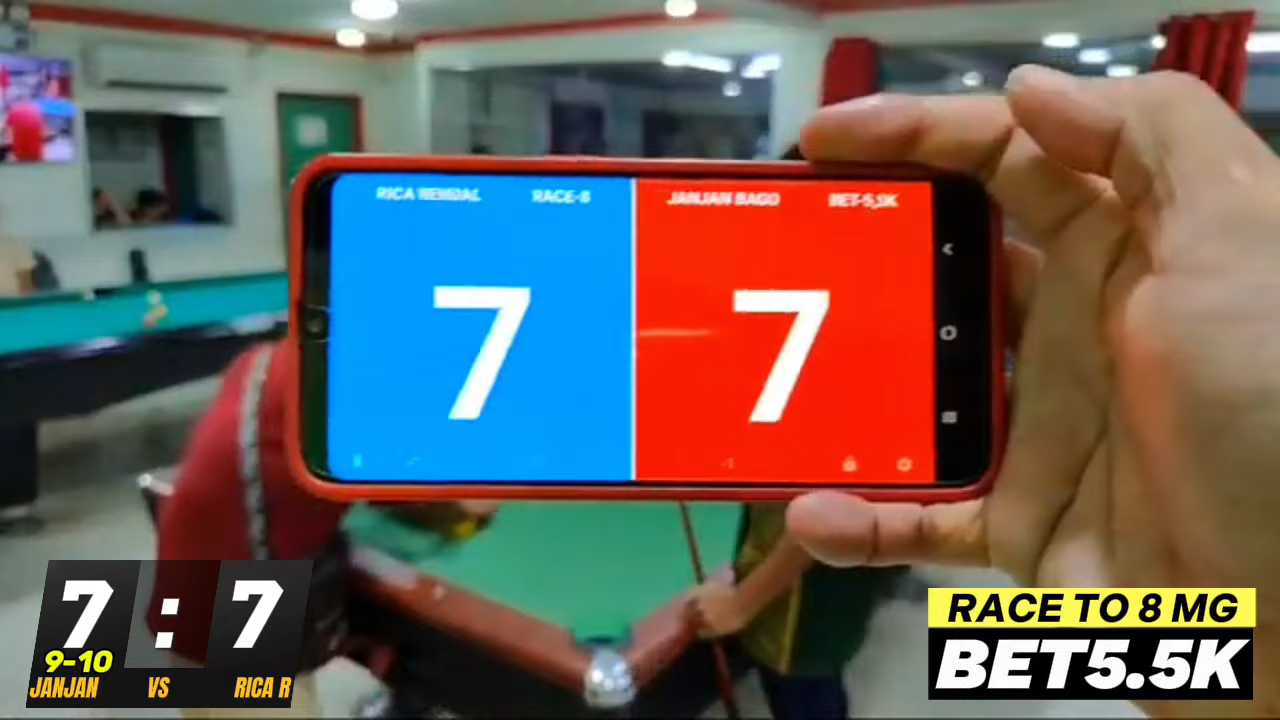 RICA RENDAL RACE-8
JANJAN BAGO BET-5,5K
7
7
7 : 7
9-10
JANJAN VS RICA R
RACE TO 8 MG
BET5.5K